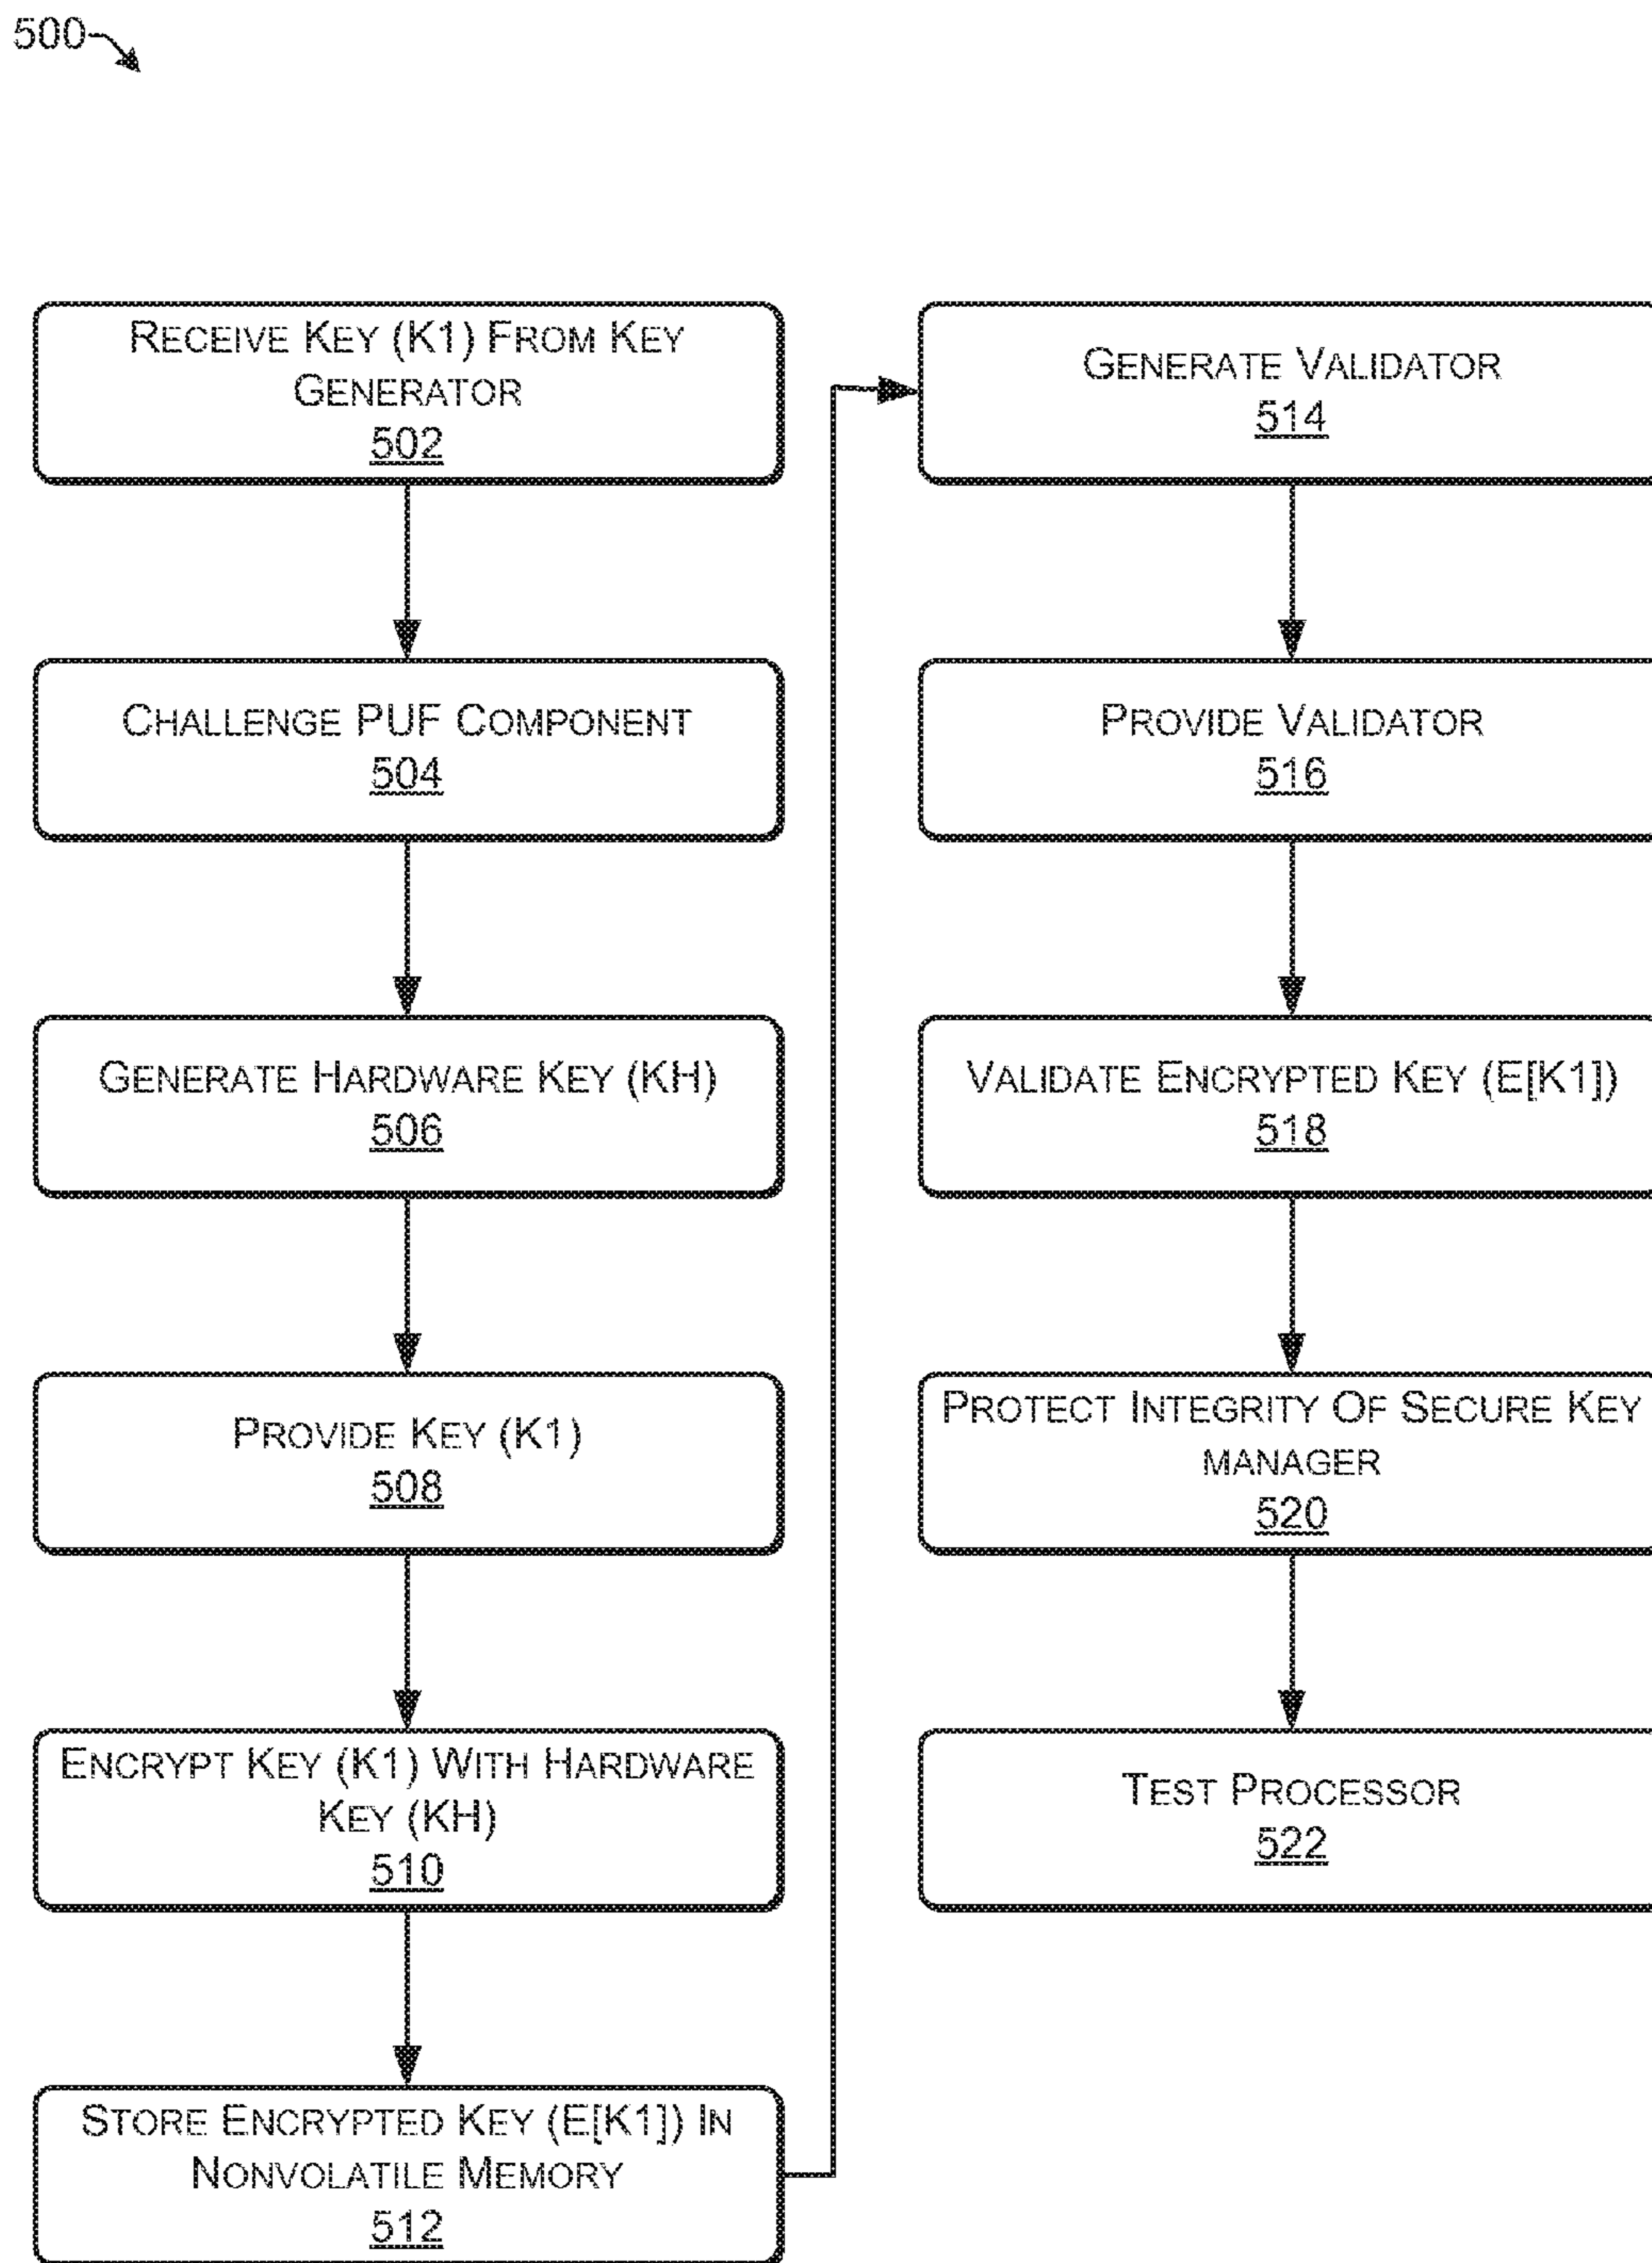 500
RECEIVE KEY (K1) FROM KEY
GENERATOR
502
CHALLENGE PUF COMPONENT
504
GENERATE HARDWARE KEY (KH)
506
PROVIDE KEY (K1)
508
ENCRYPT KEY (K1) WITH HARDWARE
KEY (KH)
510
STORE ENCRYPTED KEY (E[K1]) IN
NONVOLATILE MEMORY
512
GENERATE VALIDATOR
514
PROVIDE VALIDATOR
516
VALIDATE ENCRYPTED KEY (E[K1])
518
PROTECT INTEGRITY OF SECURE KEY
MANAGER
520
TEST PROCESSOR
522